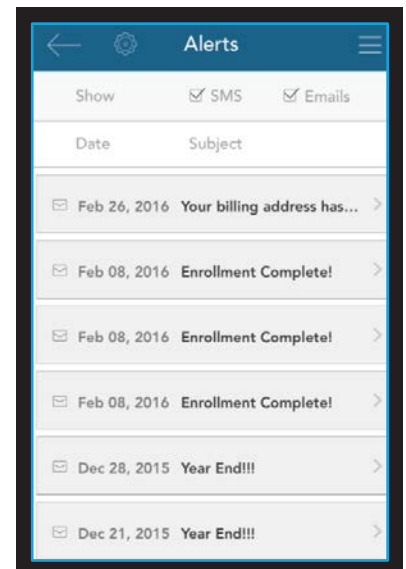 Alerts
Show SMS Emails
Date Subject
Feb 26, 2016 Your billing address has...
Feb 08, 2016 Enrollment Complete!
Feb 08, 2016 Enrollment Complete!
Feb 08, 2016 Enrollment Complete!
Dec 28, 2015 Year End!!!
Dec 21, 2015 Year End!!!